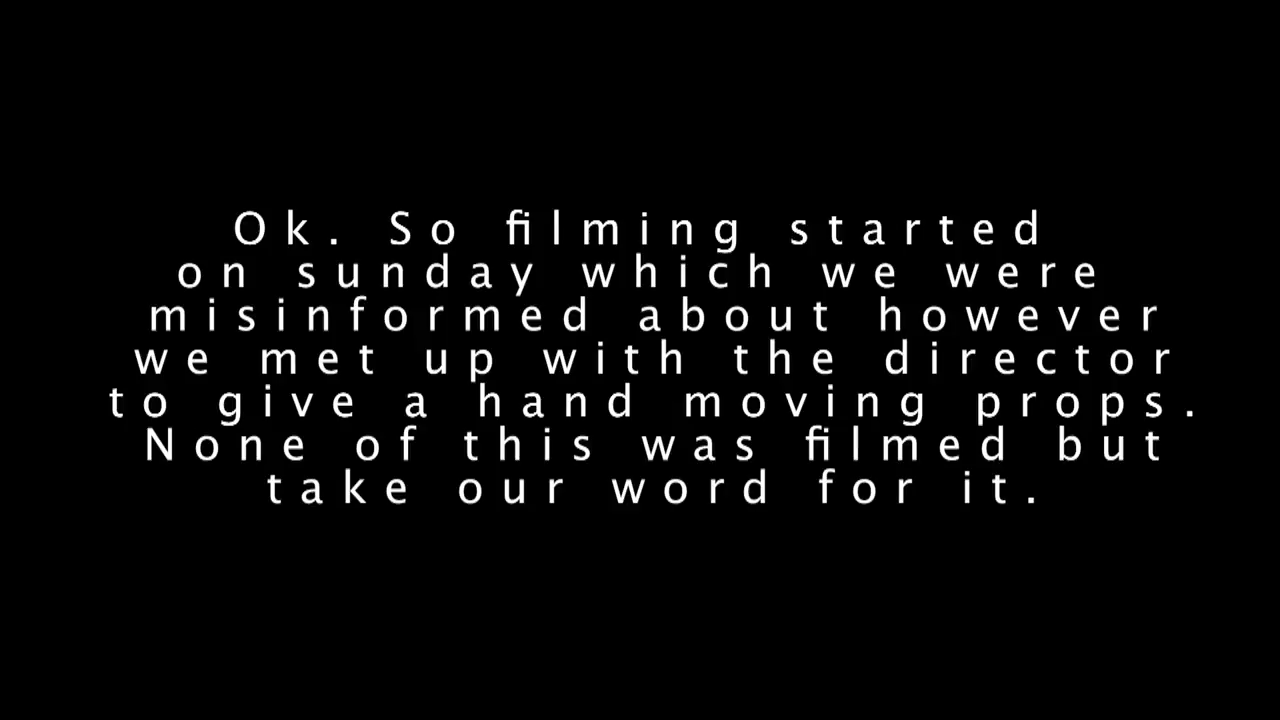 Ok. So filming started
on sunday which we were
misinformed about however
we met up with the director
to give a hand moving props.
None of this was filmed but
take our word for it.